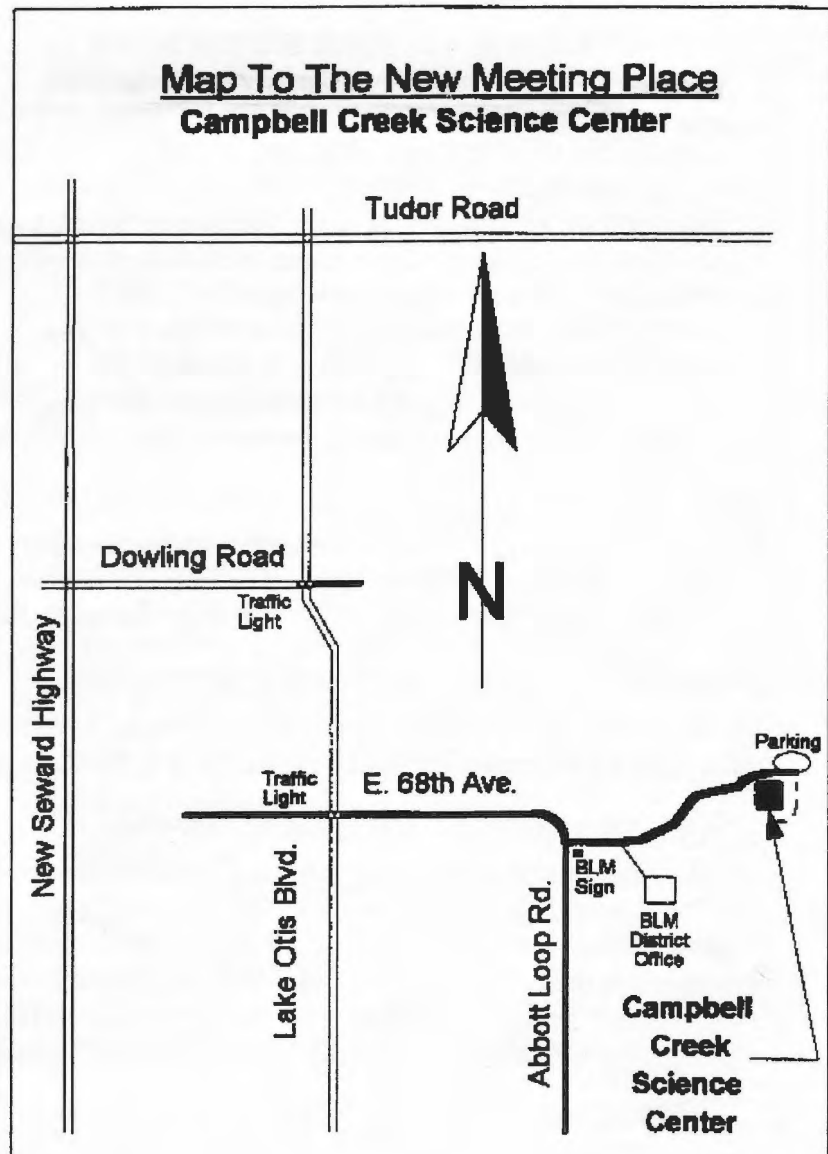 Map To The New Meeting Place
Campbell Creek Science Center
Tudor Road
Dowling Road
Traffic
Light
N
New Seward Highway
Parking
Traffic
Light
E. 68th Ave.
BLM
Sign
BLM
District
Office
Lake Otis Blvd.
Abbott Loop Rd.
Campbell
Creek
Science
Center